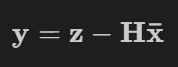 y = z − Hx̄